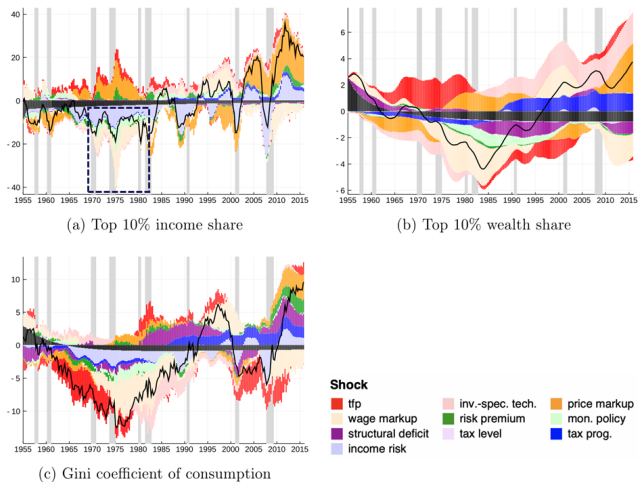 40
20
0
-20
-40
1955 1960 1965 1970 1975 1980 1985 1990 1995 2000 2005 2010 2015
(a) Top 10% income share
6
4
2
0
-2
-4
-6
1955 1960 1965 1970 1975 1980 1985 1990 1995 2000 2005 2010 2015
(b) Top 10% wealth share
10
5
0
-5
-10
1955 1960 1965 1970 1975 1980 1985 1990 1995 2000 2005 2010 2015
(c) Gini coefficient of consumption
Shock
tfp inv.-spec. tech. price markup
wage markup risk premium mon. policy
structural deficit tax level tax prog.
income risk